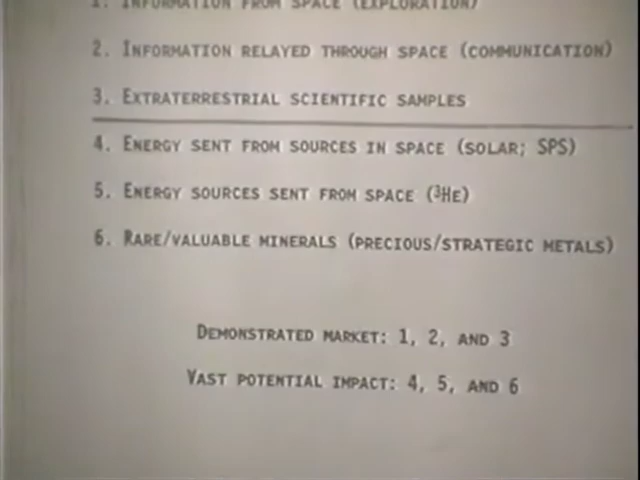 1. INFORMATION FROM SPACE (EXPLORATION)
2. INFORMATION RELAYED THROUGH SPACE (COMMUNICATION)
3. EXTRATERRESTRIAL SCIENTIFIC SAMPLES
4. ENERGY SENT FROM SOURCES IN SPACE (SOLAR; SPS)
5. ENERGY SOURCES SENT FROM SPACE (³HE)
6. RARE/VALUABLE MINERALS (PRECIOUS/STRATEGIC METALS)
DEMONSTRATED MARKET: 1, 2, AND 3
VAST POTENTIAL IMPACT: 4, 5, AND 6